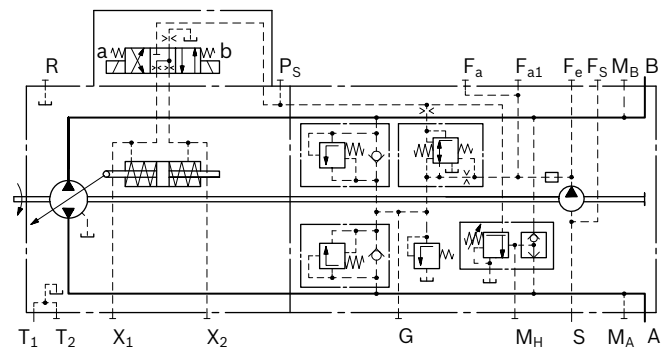 a b
R P_S F_a F_a1 F_e F_S M_B B
T_1 T_2 X_1 X_2 G M_H S M_A A